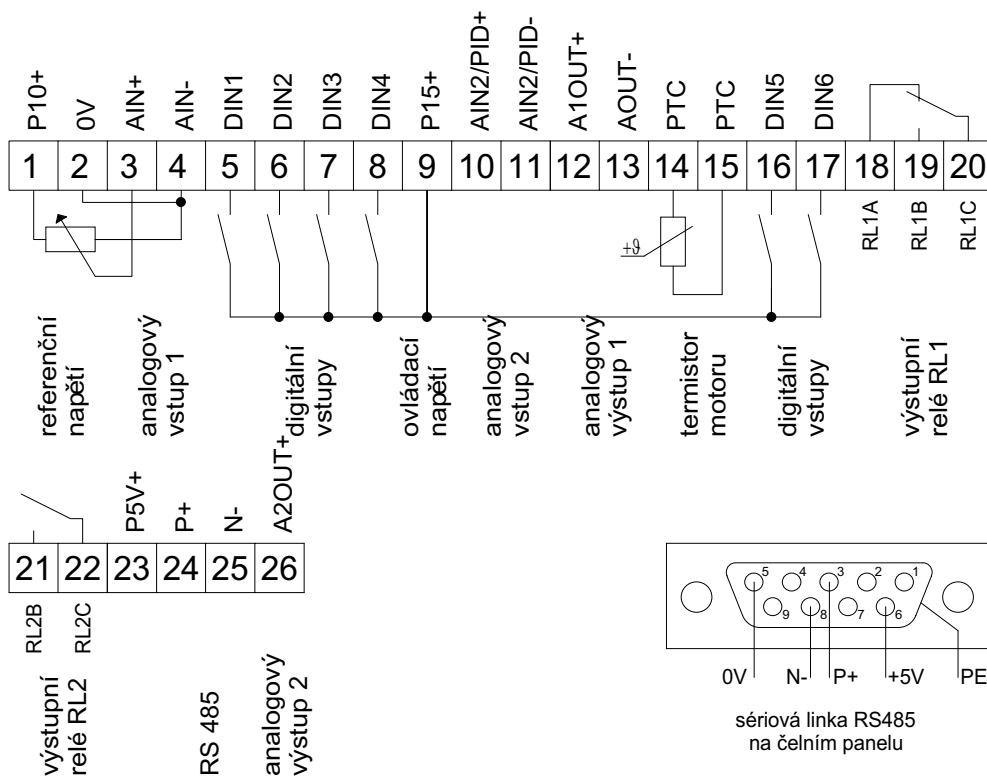 P10+
0V
AIN+
AIN-
DIN1
DIN2
DIN3
DIN4
P15+
AIN2/PID+
AIN2/PID-
A1OUT+
AOUT-
PTC
PTC
DIN5
DIN6
1 2 3 4 5 6 7 8 9 10 11 12 13 14 15 16 17 18 19 20
RL1A
RL1B
RL1C
+ϑ
referenční
napětí
analogový
vstup 1
digitální
vstupy
ovládací
napětí
analogový
vstup 2
analogový
výstup 1
termistor
motoru
digitální
vstupy
výstupní
relé RL1
P5V+
P+
N-
A2OUT+
21 22 23 24 25 26
RL2B
RL2C
výstupní
relé RL2
RS 485
analogový
výstup 2
5 4 3 2 1
9 8 7 6
0V N- P+ +5V PE
sériová linka RS485
na čelním panelu